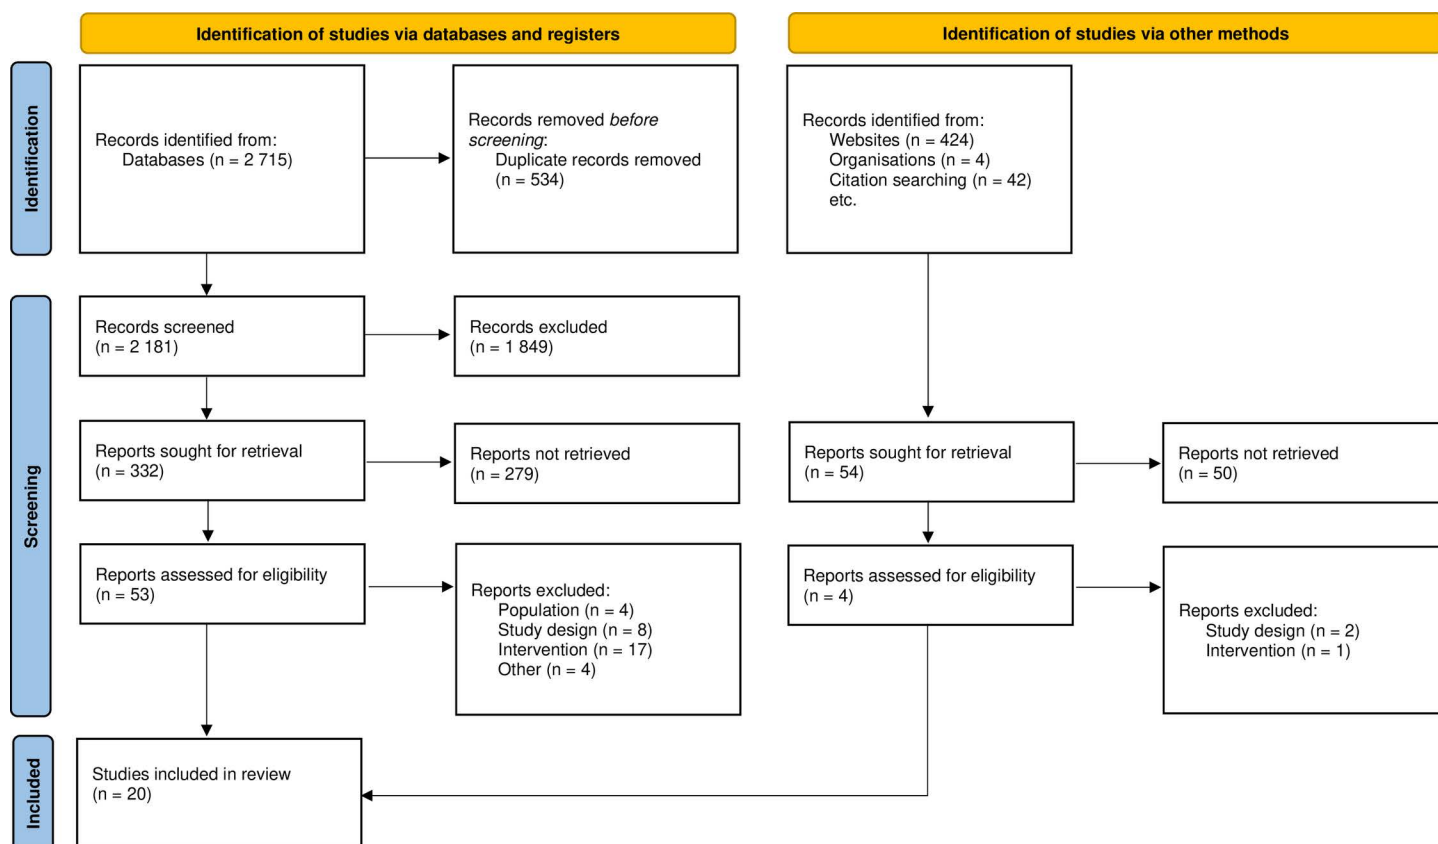 Identification of studies via databases and registers
Identification of studies via other methods
Identification
Records identified from:
Databases (n = 2 715)
Records removed before
screening:
Duplicate records removed
(n = 534)
Records identified from:
Websites (n = 424)
Organisations (n = 4)
Citation searching (n = 42)
etc.
Screening
Records screened
(n = 2 181)
Records excluded
(n = 1 849)
Reports sought for retrieval
(n = 332)
Reports not retrieved
(n = 279)
Reports sought for retrieval
(n = 54)
Reports not retrieved
(n = 50)
Reports assessed for eligibility
(n = 53)
Reports excluded:
Population (n = 4)
Study design (n = 8)
Intervention (n = 17)
Other (n = 4)
Reports assessed for eligibility
(n = 4)
Reports excluded:
Study design (n = 2)
Intervention (n = 1)
Included
Studies included in review
(n = 20)